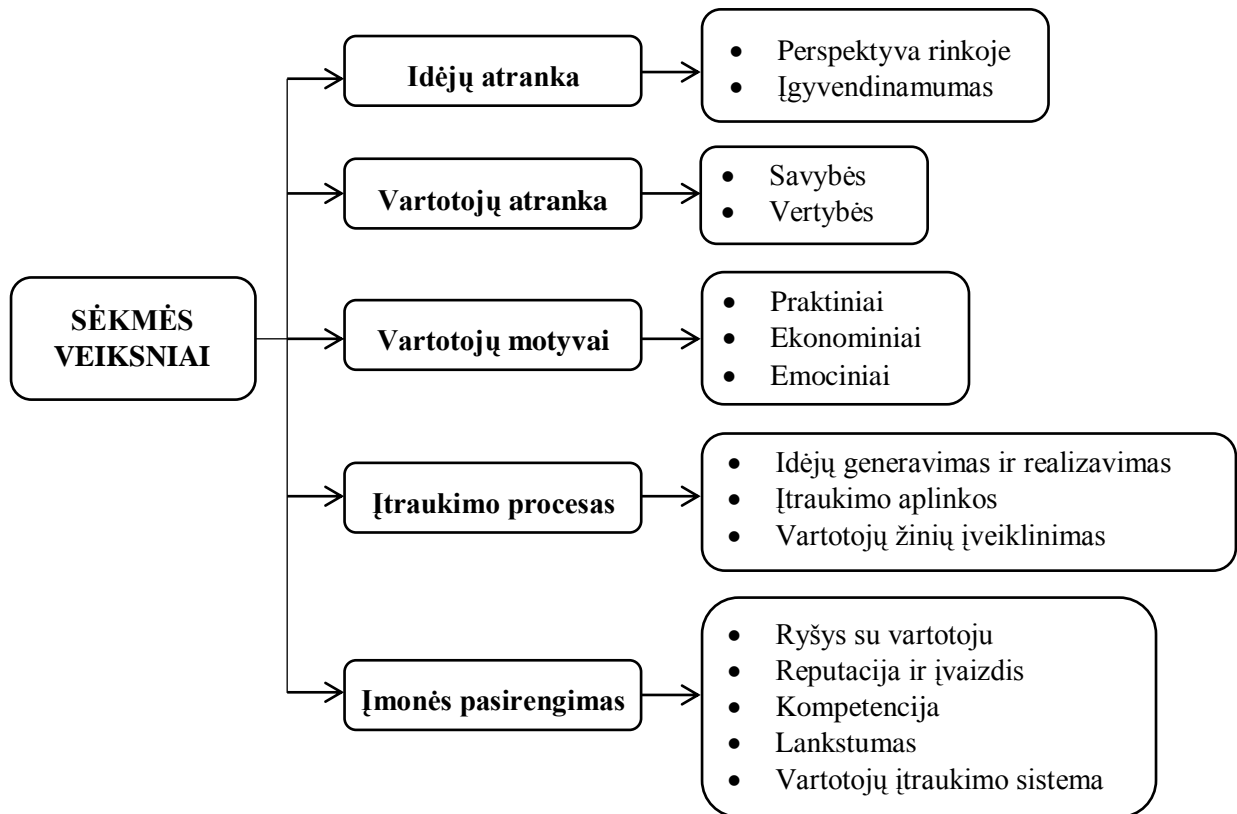 SĖKMĖS
VEIKSNIAI
Idėjų atranka
• Perspektyva rinkoje
• Įgyvendinamumas
Vartotojų atranka
• Savybės
• Vertybės
Vartotojų motyvai
• Praktiniai
• Ekonominiai
• Emociniai
Įtraukimo procesas
• Idėjų generavimas ir realizavimas
• Įtraukimo aplinkos
• Vartotojų žinių įveiklinimas
Įmonės pasirengimas
• Ryšys su vartotoju
• Reputacija ir įvaizdis
• Kompetencija
• Lankstumas
• Vartotojų įtraukimo sistema